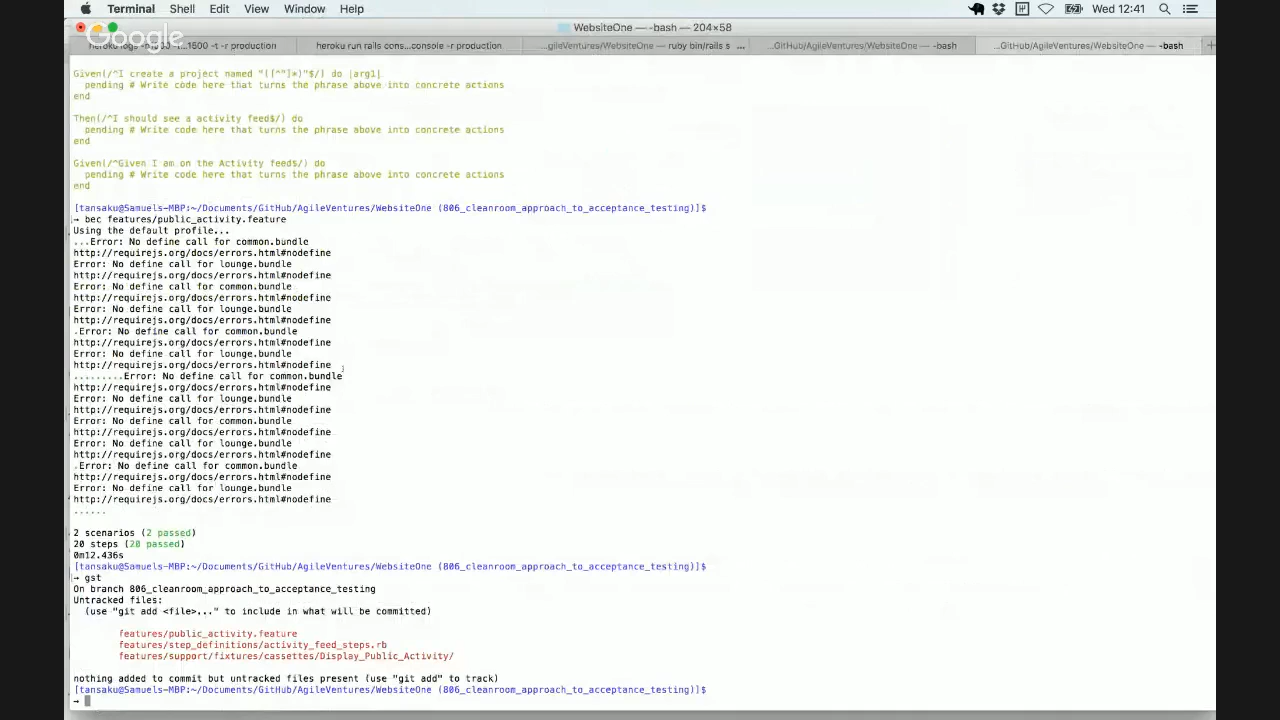 Terminal Shell Edit View Window Help Wed 12:41
Google
WebsiteOne — -bash — 204×58
heroku run rails cons...console -r production ...gileVentures/WebsiteOne — ruby bin/rails s ... ...GitHub/AgileVentures/WebsiteOne — -bash ...GitHub/AgileVentures/WebsiteOne — -bash
Given(/^I create a project named "([^"]*)"$/) do |arg1|
pending # Write code here that turns the phrase above into concrete actions
end
Then(/^I should see a activity feed$/) do
pending # Write code here that turns the phrase above into concrete actions
end
Given(/^Given I am on the Activity feed$/) do
pending # Write code here that turns the phrase above into concrete actions
end
[tansaku@Samuels-MBP:~/Documents/GitHub/AgileVentures/WebsiteOne (806_cleanroom_approach_to_acceptance_testing)]$
→ bec features/public_activity.feature
Using the default profile...
...Error: No define call for common.bundle
http://requirejs.org/docs/errors.html#nodefine
Error: No define call for lounge.bundle
http://requirejs.org/docs/errors.html#nodefine
Error: No define call for common.bundle
http://requirejs.org/docs/errors.html#nodefine
Error: No define call for lounge.bundle
http://requirejs.org/docs/errors.html#nodefine
.Error: No define call for common.bundle
http://requirejs.org/docs/errors.html#nodefine
Error: No define call for lounge.bundle
http://requirejs.org/docs/errors.html#nodefine
.........Error: No define call for common.bundle
http://requirejs.org/docs/errors.html#nodefine
Error: No define call for lounge.bundle
http://requirejs.org/docs/errors.html#nodefine
Error: No define call for common.bundle
http://requirejs.org/docs/errors.html#nodefine
Error: No define call for lounge.bundle
http://requirejs.org/docs/errors.html#nodefine
.Error: No define call for common.bundle
http://requirejs.org/docs/errors.html#nodefine
Error: No define call for lounge.bundle
http://requirejs.org/docs/errors.html#nodefine
......
2 scenarios (2 passed)
20 steps (20 passed)
0m12.436s
[tansaku@Samuels-MBP:~/Documents/GitHub/AgileVentures/WebsiteOne (806_cleanroom_approach_to_acceptance_testing)]$
→ gst
On branch 806_cleanroom_approach_to_acceptance_testing
Untracked files:
(use "git add <file>..." to include in what will be committed)
features/public_activity.feature
features/step_definitions/activity_feed_steps.rb
features/support/fixtures/cassettes/Display_Public_Activity/
nothing added to commit but untracked files present (use "git add" to track)
[tansaku@Samuels-MBP:~/Documents/GitHub/AgileVentures/WebsiteOne (806_cleanroom_approach_to_acceptance_testing)]$
→